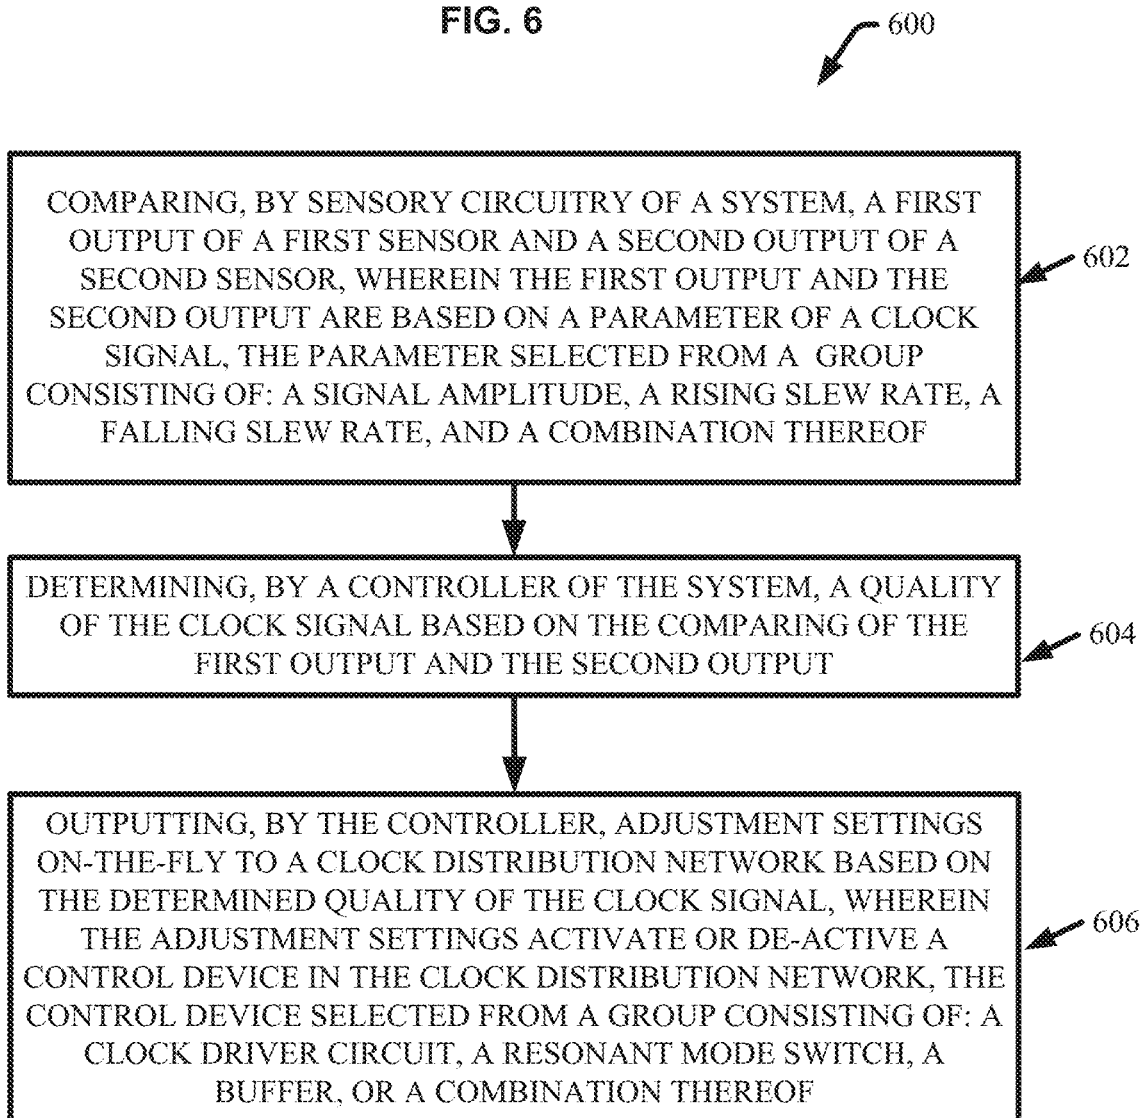 FIG. 6
600
COMPARING, BY SENSORY CIRCUITRY OF A SYSTEM, A FIRST
OUTPUT OF A FIRST SENSOR AND A SECOND OUTPUT OF A
SECOND SENSOR, WHEREIN THE FIRST OUTPUT AND THE
SECOND OUTPUT ARE BASED ON A PARAMETER OF A CLOCK
SIGNAL, THE PARAMETER SELECTED FROM A GROUP
CONSISTING OF: A SIGNAL AMPLITUDE, A RISING SLEW RATE, A
FALLING SLEW RATE, AND A COMBINATION THEREOF
602
DETERMINING, BY A CONTROLLER OF THE SYSTEM, A QUALITY
OF THE CLOCK SIGNAL BASED ON THE COMPARING OF THE
FIRST OUTPUT AND THE SECOND OUTPUT
604
OUTPUTTING, BY THE CONTROLLER, ADJUSTMENT SETTINGS
ON-THE-FLY TO A CLOCK DISTRIBUTION NETWORK BASED ON
THE DETERMINED QUALITY OF THE CLOCK SIGNAL, WHEREIN
THE ADJUSTMENT SETTINGS ACTIVATE OR DE-ACTIVE A
CONTROL DEVICE IN THE CLOCK DISTRIBUTION NETWORK, THE
CONTROL DEVICE SELECTED FROM A GROUP CONSISTING OF: A
CLOCK DRIVER CIRCUIT, A RESONANT MODE SWITCH, A
BUFFER, OR A COMBINATION THEREOF
606